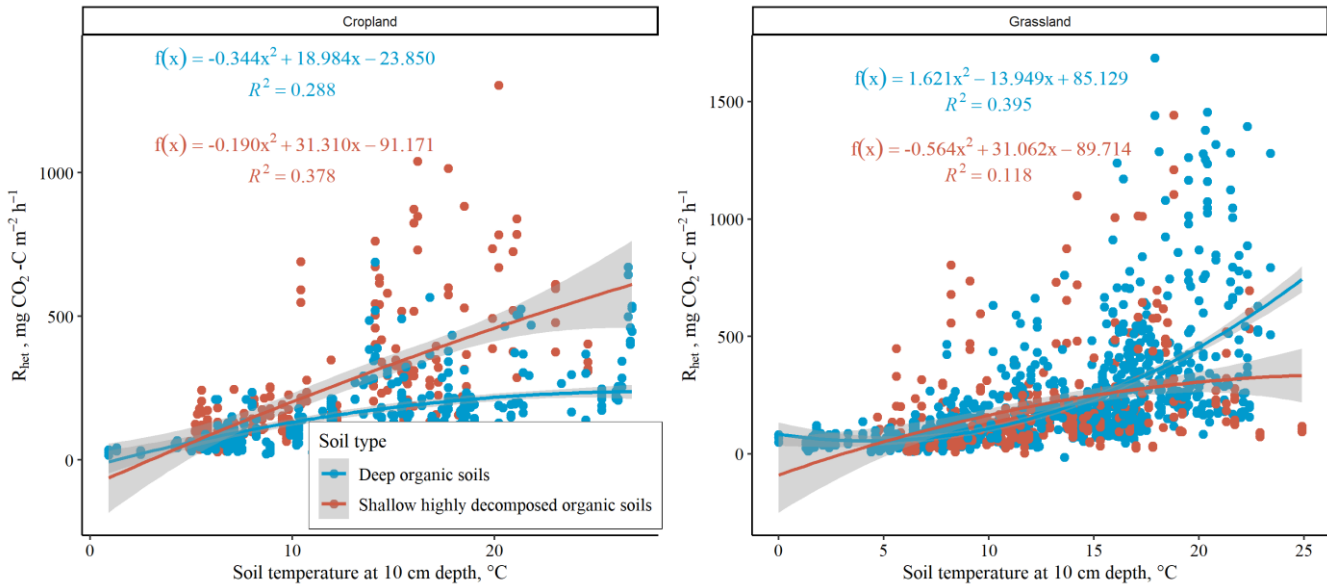 Cropland
f(x) = -0.344x² + 18.984x − 23.850
R² = 0.288
f(x) = -0.190x² + 31.310x − 91.171
R² = 0.378
1000
500
0
R_het , mg CO₂ -C m⁻² h⁻¹
Soil type
Deep organic soils
Shallow highly decomposed organic soils
0 10 20
Soil temperature at 10 cm depth, °C
Grassland
f(x) = 1.621x² − 13.949x + 85.129
R² = 0.395
f(x) = -0.564x² + 31.062x − 89.714
R² = 0.118
1500
1000
500
0
R_het , mg CO₂ -C m⁻² h⁻¹
0 5 10 15 20 25
Soil temperature at 10 cm depth, °C